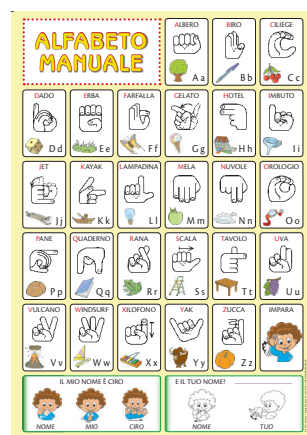 ALFABETO
MANUALE
ALBERO
Aa
BIRO
Bb
CILIEGE
Cc
DADO
Dd
ERBA
Ee
FARFALLA
Ff
GELATO
Gg
HOTEL
Hh
IMBUTO
Ii
JET
Jj
KAYAK
Kk
LAMPADINA
Ll
MELA
Mm
NUVOLE
Nn
OROLOGIO
Oo
PANE
Pp
QUADERNO
Qq
RANA
Rr
SCALA
Ss
TAVOLO
Tt
UVA
Uu
VULCANO
Vv
WINDSURF
Ww
XILOFONO
Xx
YAK
Yy
ZUCCA
Zz
IMPARA
IL MIO NOME È CIRO
NOME MIO CIRO
E IL TUO NOME?
NOME TUO